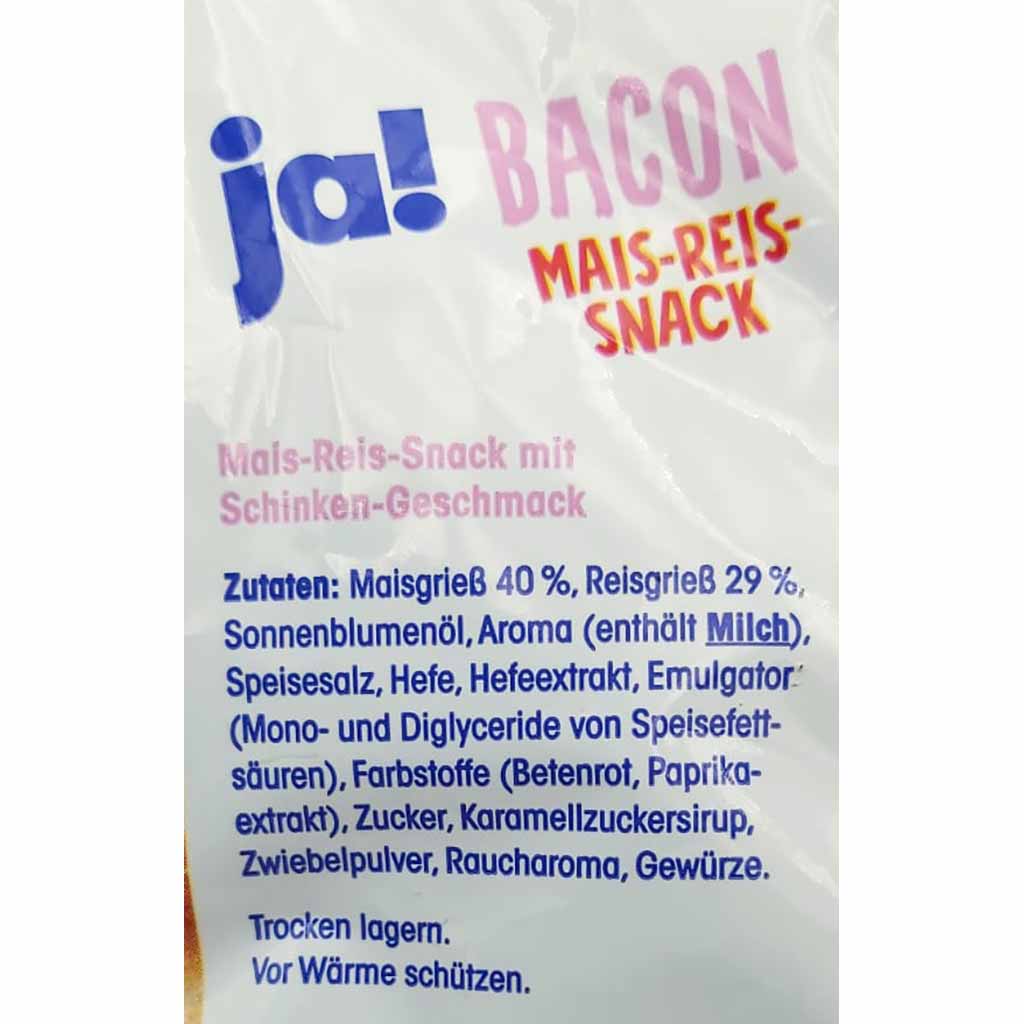 ja! BACON
MAIS-REIS-
SNACK
Mais-Reis-Snack mit
Schinken-Geschmack
Zutaten: Maisgrieß 40 %, Reisgrieß 29 %,
Sonnenblumenöl, Aroma (enthält Milch),
Speisesalz, Hefe, Hefeextrakt, Emulgator
(Mono- und Diglyceride von Speisefett-
säuren), Farbstoffe (Betenrot, Paprika-
extrakt), Zucker, Karamellzuckersirup,
Zwiebelpulver, Raucharoma, Gewürze.
Trocken lagern.
Vor Wärme schützen.